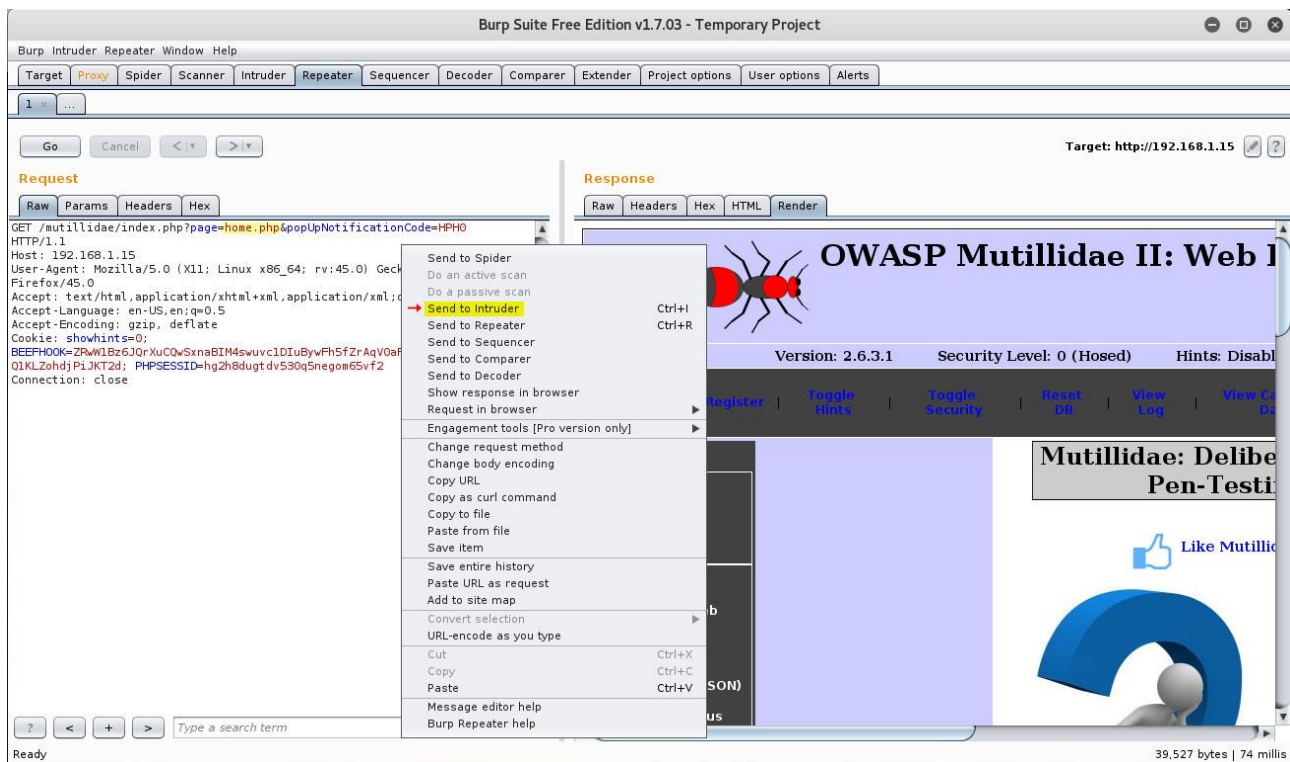 Burp Suite Free Edition v1.7.03 - Temporary Project
Burp Intruder Repeater Window Help
Target Proxy Spider Scanner Intruder Repeater Sequencer Decoder Comparer Extender Project options User options Alerts
1 × ...
Go Cancel < > Target: http://192.168.1.15 ?
Request
Raw Params Headers Hex
GET /mutillidae/index.php?page=home.php&popUpNotificationCode=HPH0
HTTP/1.1
Host: 192.168.1.15
User-Agent: Mozilla/5.0 (X11; Linux x86_64; rv:45.0) Geck
Firefox/45.0
Accept: text/html,application/xhtml+xml,application/xml;
Accept-Language: en-US,en;q=0.5
Accept-Encoding: gzip, deflate
Cookie: showhints=0;
Connection: close
Send to Spider
Do an active scan
Do a passive scan
Send to Intruder Ctrl+I
Send to Repeater Ctrl+R
Send to Sequencer
Send to Comparer
Send to Decoder
Show response in browser
Request in browser
Engagement tools [Pro version only]
Change request method
Change body encoding
Copy URL
Copy as curl command
Copy to file
Paste from file
Save item
Save entire history
Paste URL as request
Add to site map
Convert selection
URL-encode as you type
Cut Ctrl+X
Copy Ctrl+C
Paste Ctrl+V
Message editor help
Burp Repeater help
Response
Raw Headers Hex HTML Render
OWASP Mutillidae II: Web
Version: 2.6.3.1 Security Level: 0 (Hosed) Hints: Disabl
Register | Toggle Hints | Toggle Security | Reset DB | View Log | View Ca
Da
Mutillidae: Delibe
Pen-Testi
Like Mutillid
b
SON)
us
? < + > Type a search term
Ready 39,527 bytes | 74 millis